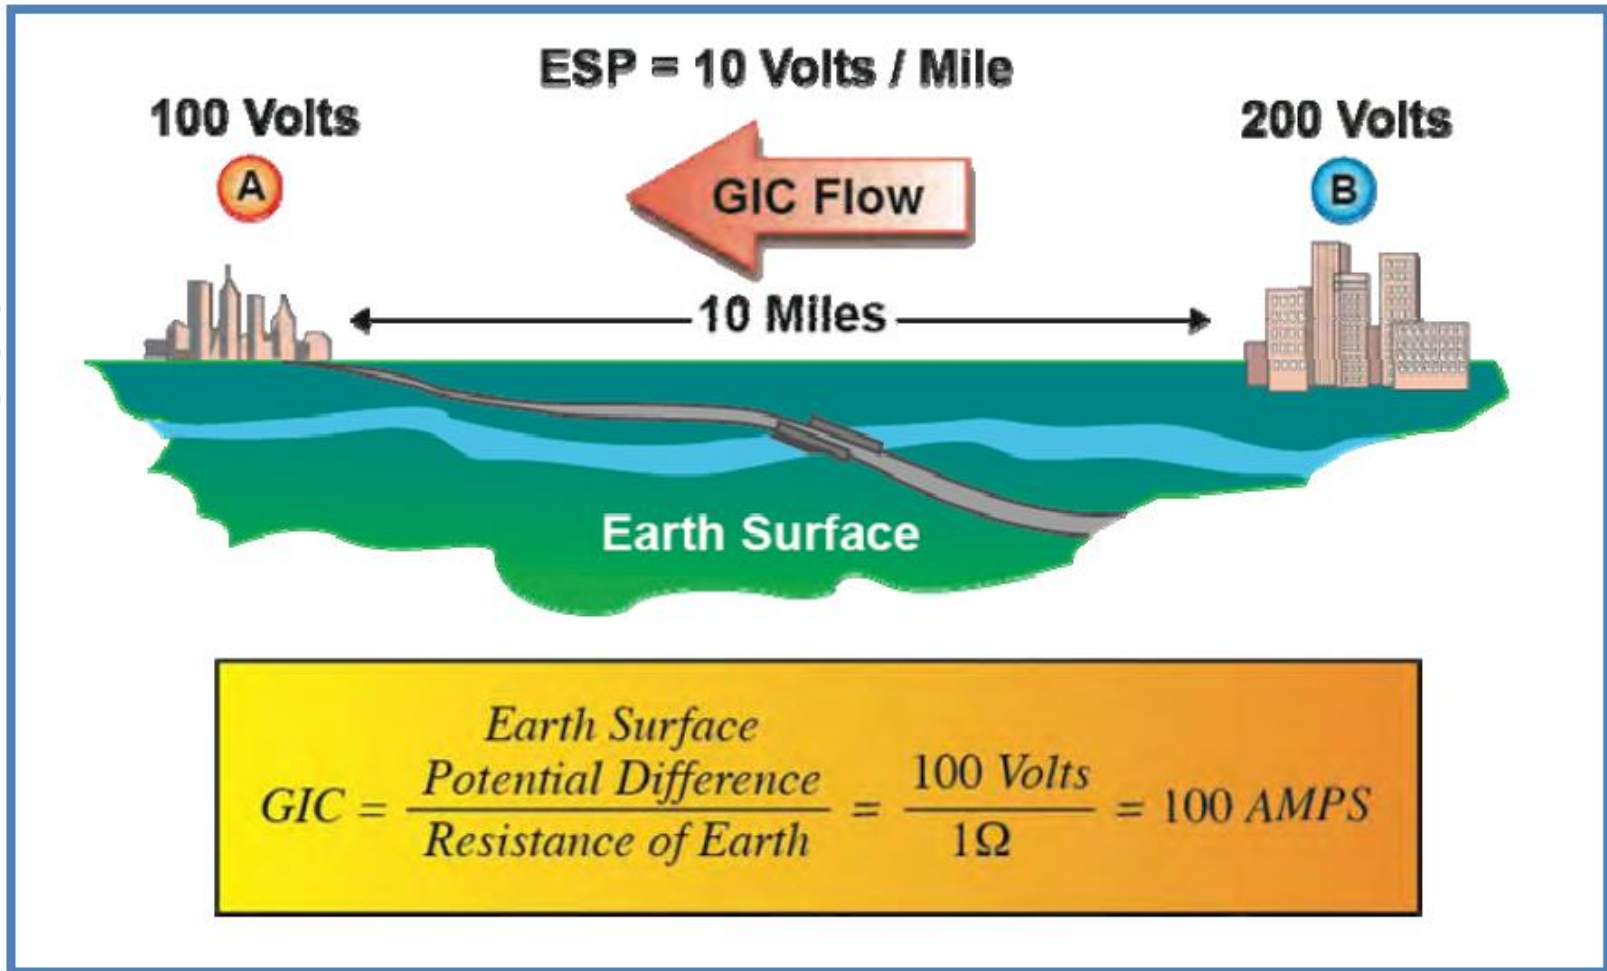 ESP = 10 Volts / Mile
100 Volts
200 Volts
A
GIC Flow
B
10 Miles
Earth Surface
Earth Surface
Potential Difference
GIC = ―――――――― = 100 Volts / 1Ω = 100 AMPS
Resistance of Earth